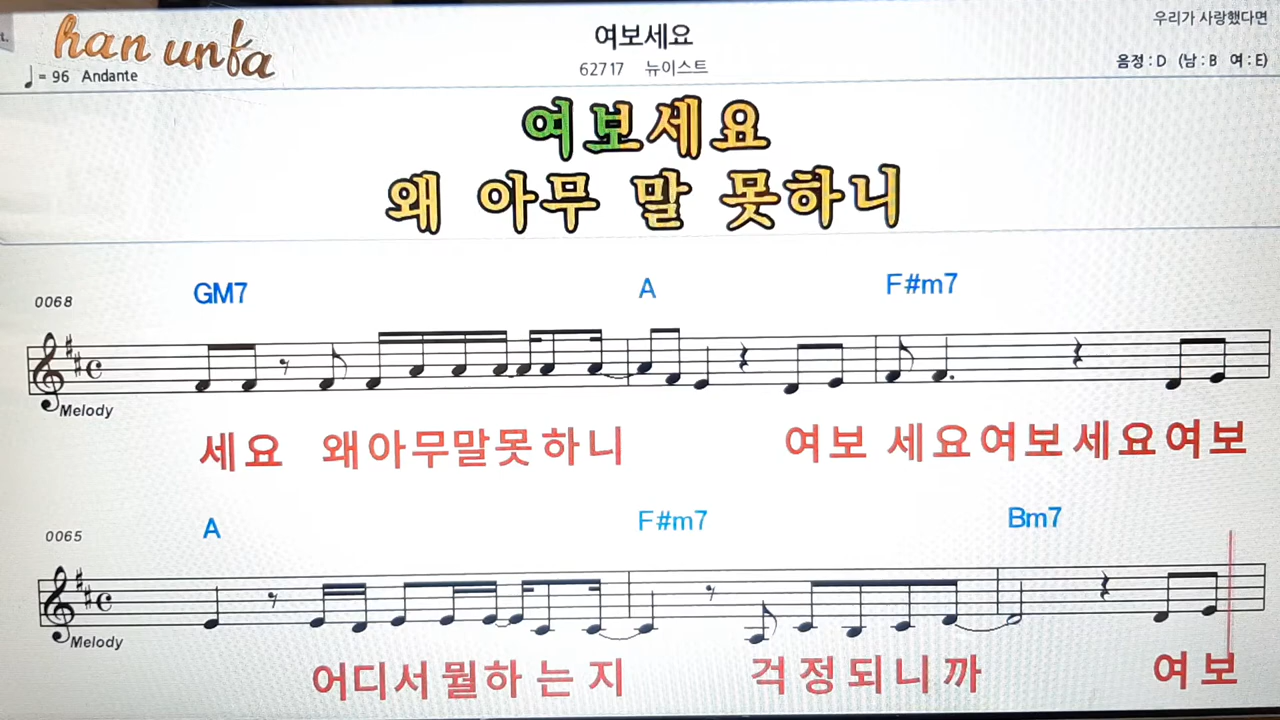 t.
han unfa
♩= 96 Andante
여보세요
62717 뉴이스트
우리가 사랑했다면
음정 : D (남 : B 여 : E)
여보세요
왜 아무 말 못하니
0068
GM7 A F#m7
Melody
세요 왜아무말못하니 여보 세요여보세요여보
0065
A F#m7 Bm7
Melody
어디서뭘하는지 걱정되니까 여보